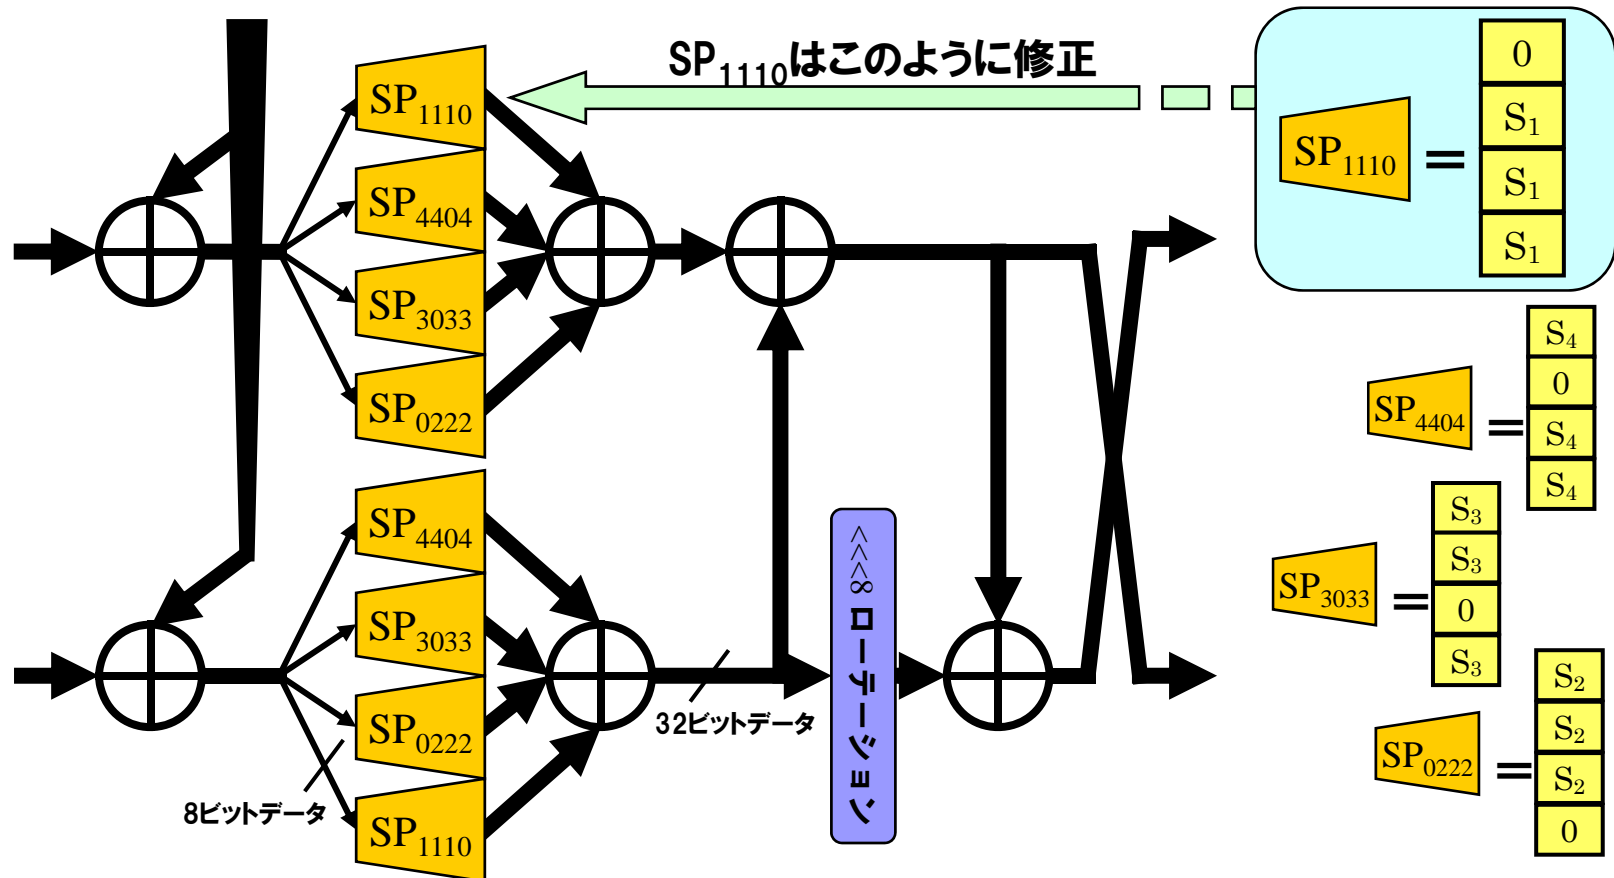 SP1110はこのように修正
SP1110
SP4404
SP3033
SP0222
SP4404
SP3033
SP0222
SP1110
8ビットデータ
32ビットデータ
<<<8 ローテーション
SP1110
=
0
S1
S1
S1
SP4404
=
S4
0
S4
S4
SP3033
=
S3
S3
0
S3
SP0222
=
S2
S2
S2
0